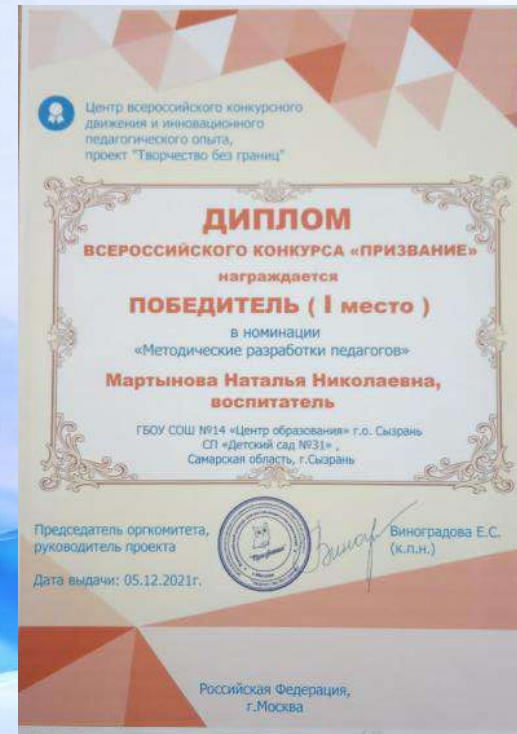 Центр всероссийского конкурсного
движения и инновационного
педагогического опыта,
проект "Творчество без границ"
ДИПЛОМ
ВСЕРОССИЙСКОГО КОНКУРСА «ПРИЗВАНИЕ»
награждается
ПОБЕДИТЕЛЬ ( I место )
в номинации
«Методические разработки педагогов»
Мартынова Наталья Николаевна,
воспитатель
ГБОУ СОШ №14 «Центр образования» г.о. Сызрань
СП «Детский сад №31» ,
Самарская область, г.Сызрань
Председатель оргкомитета,
руководитель проекта
Виноградова Е.С.
(к.п.н.)
Дата выдачи: 05.12.2021г.
Российская Федерация,
г.Москва